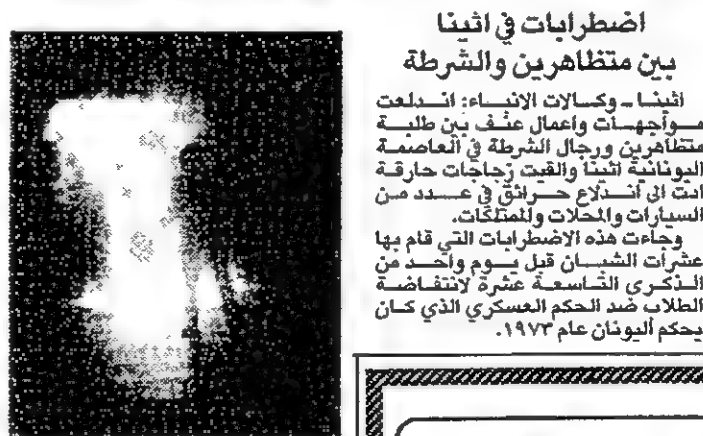 اضطرابات في اثينا
بين متظاهرين والشرطة
اثينا ـ وكالات الانباء: اندلعت
مواجهات واعمال عنف بين طلبة
متظاهرين ورجال الشرطة في العاصمة
اليونانية اثينا والقيت زجاجات حارقة
ادت الى اندلاع حرائق في عدد من
السيارات والمحلات والممتلكات.
وجاءت هذه الاضطرابات التي قام بها
عشرات الشبان قبل يوم واحد من
الذكرى التاسعة عشرة لانتفاضة
الطلاب ضد الحكم العسكري الذي كان
يحكم اليونان عام ١٩٧٣.